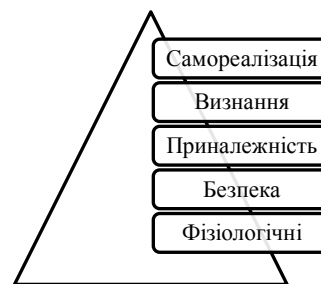 Самореалізація
Визнання
Приналежність
Безпека
Фізіологічні